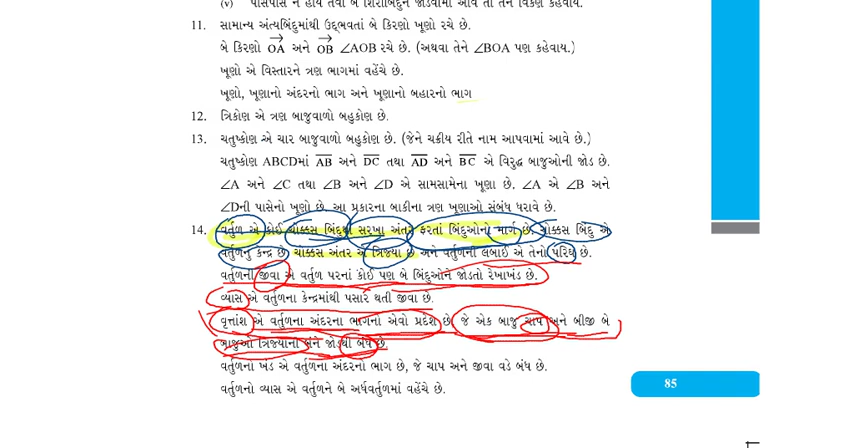 (v) પાસપાસે ન હોય તેવાં બે શિરોબિંદુને જોડવામાં આવે તો તેને વિકર્ણ કહેવાય.
11. સામાન્ય અંત્યબિંદુમાંથી ઉદ્ભવતાં બે કિરણો ખૂણો રચે છે.
બે કિરણો OA અને OB ∠AOB રચે છે. (અથવા તેને ∠BOA પણ કહેવાય.)
ખૂણો એ વિસ્તારને ત્રણ ભાગમાં વહેંચે છે.
ખૂણો, ખૂણાનો અંદરનો ભાગ અને ખૂણાનો બહારનો ભાગ
12. ત્રિકોણ એ ત્રણ બાજુવાળો બહુકોણ છે.
13. ચતુષ્કોણ એ ચાર બાજુવાળો બહુકોણ છે. (જેને ચક્રીય રીતે નામ આપવામાં આવે છે.)
ચતુષ્કોણ ABCDમાં AB અને DC તથા AD અને BC એ વિરુદ્ધ બાજુઓની જોડ છે.
∠A અને ∠C તથા ∠B અને ∠D એ સામસામેના ખૂણા છે. ∠A એ ∠B અને
∠Dની પાસેનો ખૂણો છે. આ પ્રકારના બાકીના ત્રણ ખૂણાઓ સંબંધ ધરાવે છે.
14. વર્તુળ એ કોઈ ચોક્કસ બિંદુથી સરખા અંતરે ફરતાં બિંદુઓનો માર્ગ છે. ચોક્કસ બિંદુ એ
વર્તુળનું કેન્દ્ર છે. ચોક્કસ અંતર એ ત્રિજ્યા છે અને વર્તુળની લંબાઈ એ તેનો પરિઘ છે.
વર્તુળની જીવા એ વર્તુળ પરનાં કોઈ પણ બે બિંદુઓને જોડતો રેખાખંડ છે.
વ્યાસ એ વર્તુળના કેન્દ્રમાંથી પસાર થતી જીવા છે.
વૃત્તાંશ એ વર્તુળના અંદરના ભાગનો એવો પ્રદેશ છે, જે એક બાજુ ચાપ અને બીજી બે
બાજુઓ ત્રિજ્યાની જોડથી બંધ છે.
વર્તુળના ખંડ એ વર્તુળના અંદરનો ભાગ છે, જે ચાપ અને જીવા વડે બંધ છે.
વર્તુળનો વ્યાસ એ વર્તુળને બે અર્ધવર્તુળમાં વહેંચે છે.
85